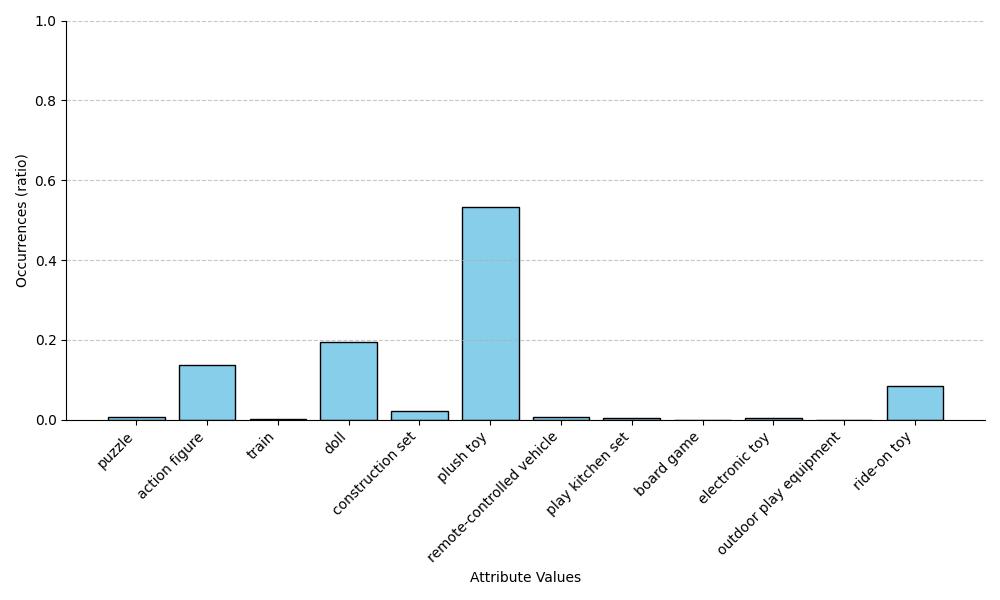 1.0
0.8
0.6
0.4
0.2
0.0
Occurrences (ratio)
puzzle
action figure
train
doll
construction set
plush toy
remote-controlled vehicle
play kitchen set
board game
electronic toy
outdoor play equipment
ride-on toy
Attribute Values